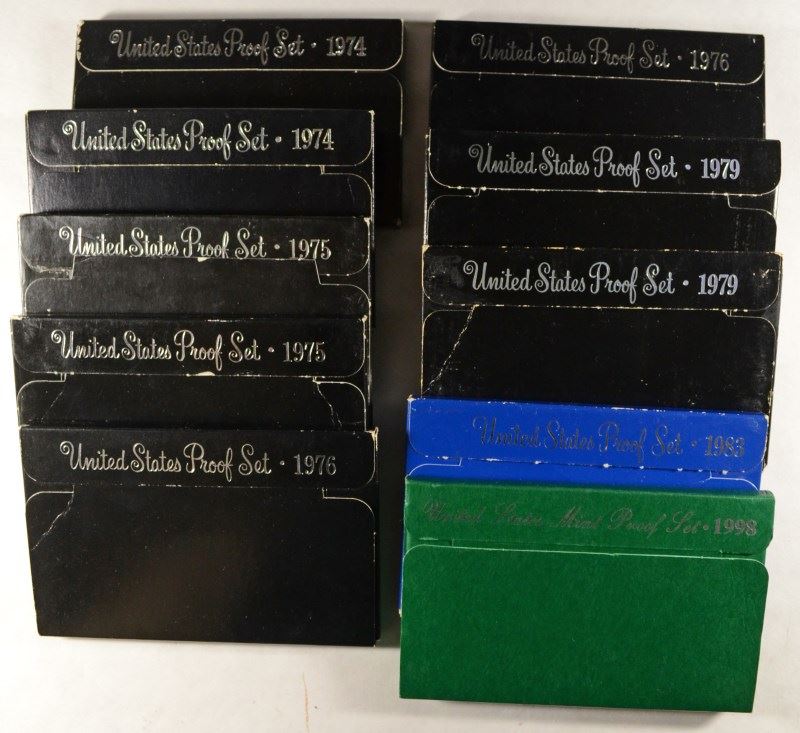 United States Proof Set · 1974
United States Proof Set · 1974
United States Proof Set · 1975
United States Proof Set · 1975
United States Proof Set · 1976
United States Proof Set · 1976
United States Proof Set · 1979
United States Proof Set · 1979
United States Proof Set · 1983
United States Mint Proof Set · 1998